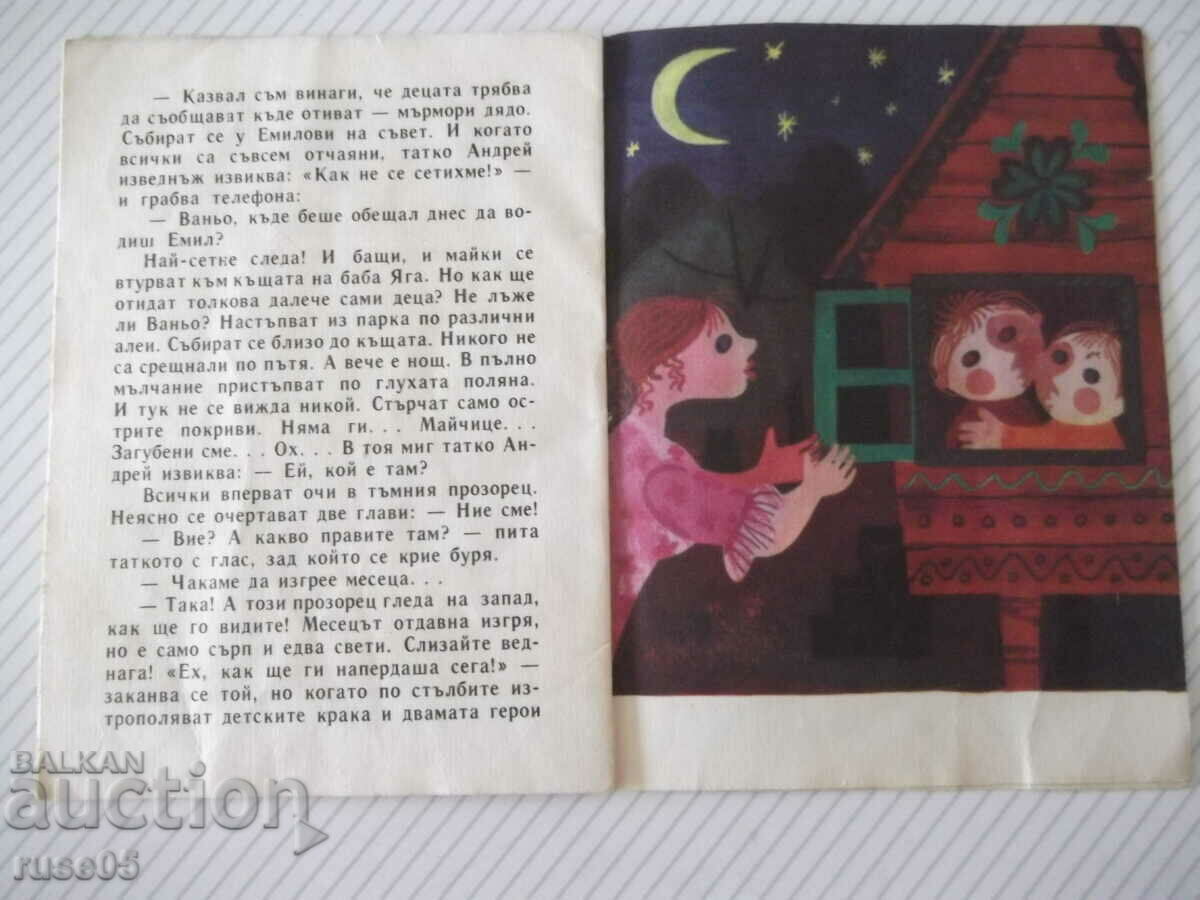 — Казвал съм винаги, че децата трябва
да съобщават къде отиват — мърмори дядо.
Събират се у Емилови на съвет. И когато
всички са съвсем отчаяни, татко Андрей
изведнъж извиква: «Как не се сетихме!» —
и грабва телефона:
— Ваньо, къде беше обещал днес да во-
диш Емил?
Най-сетне следа! И бащи, и майки се
втурват към къщата на баба Яга. Но как ще
отидат толкова далече сами деца? Не лъже
ли Ваньо? Настъпват из парка по различни
алеи. Събират се близо до къщата. Никого не
са срещнали по пътя. А вече е нощ. В пълно
мълчание пристъпват по глухата поляна.
И тук не се вижда никой. Стърчат само ос-
трите покриви. Няма ги. . . Майчице. . .
Загубени сме. . . Ох. . . В тоя миг татко Ан-
дрей извиква: — Ей, кой е там?
Всички вперват очи в тъмния прозорец.
Неясно се очертават две глави: — Ние сме!
— Вие? А какво правите там? — пита
таткото с глас, зад който се крие буря.
— Чакаме да изгрее месеца. . .
— Така! А този прозорец гледа на запад,
как ще го видите! Месецът отдавна изгря,
но е само сърп и едва свети. Слизайте вед-
нага! «Ех, как ще ги напердаша сега!» —
заканва се той, но когато по стълбите из-
трополяват детските крака и двамата герои
BALKAN
auction
ruse05